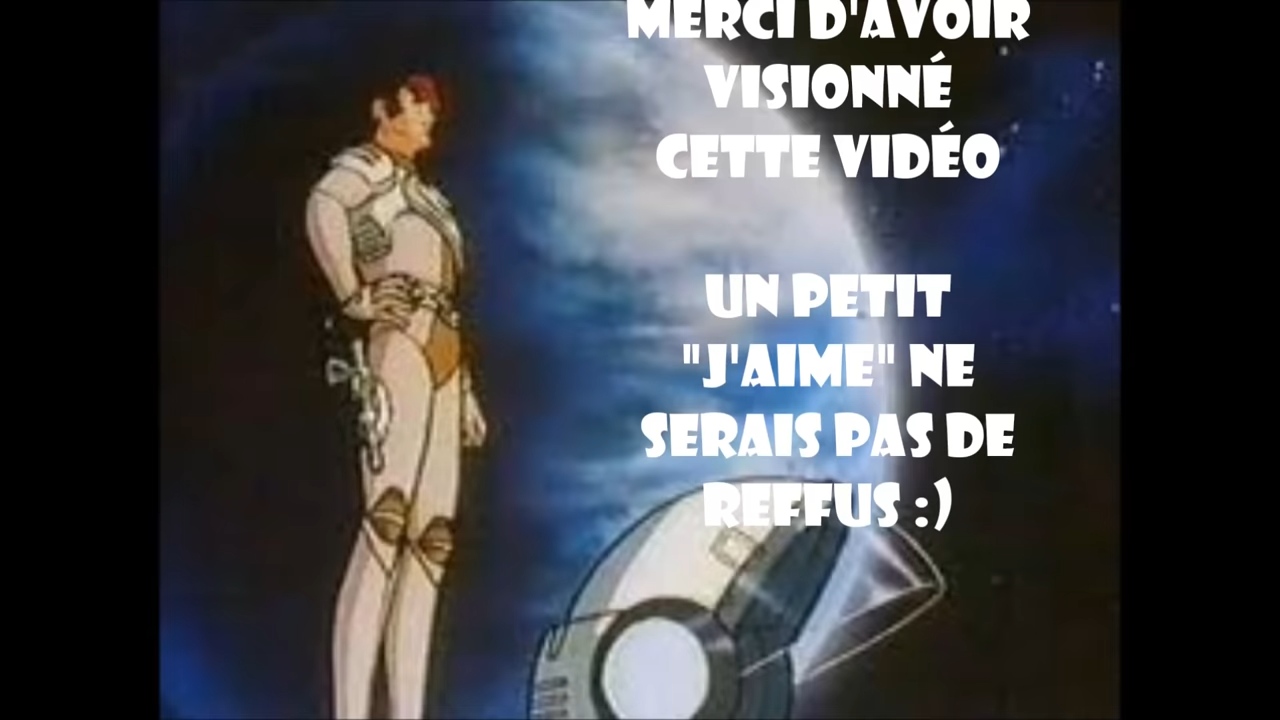 MERCI D'AVOIR
VISIONNÉ
CETTE VIDÉO
UN PETIT
"J'AIME" NE
SERAIS PAS DE
REFFUS :)